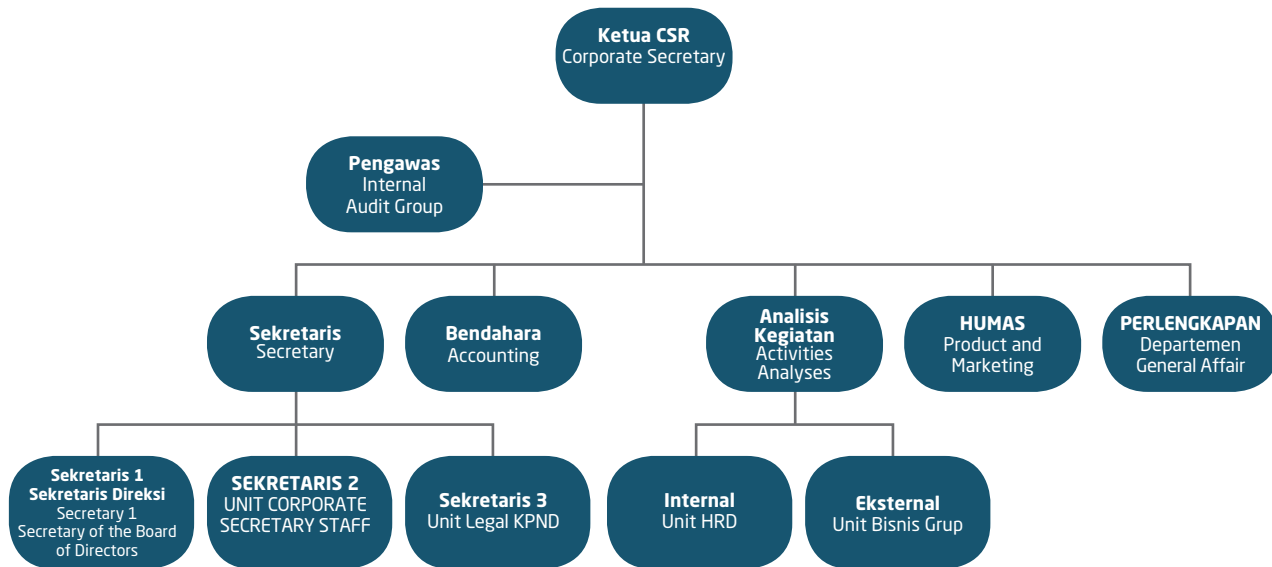 Ketua CSR
Corporate Secretary
Pengawas
Internal
Audit Group
Sekretaris
Secretary
Bendahara
Accounting
Analisis
Kegiatan
Activities
Analyses
HUMAS
Product and
Marketing
PERLENGKAPAN
Departemen
General Affair
Sekretaris 1
Sekretaris Direksi
Secretary 1
Secretary of the Board
of Directors
SEKRETARIS 2
UNIT CORPORATE
SECRETARY STAFF
Sekretaris 3
Unit Legal KPND
Internal
Unit HRD
Eksternal
Unit Bisnis Grup